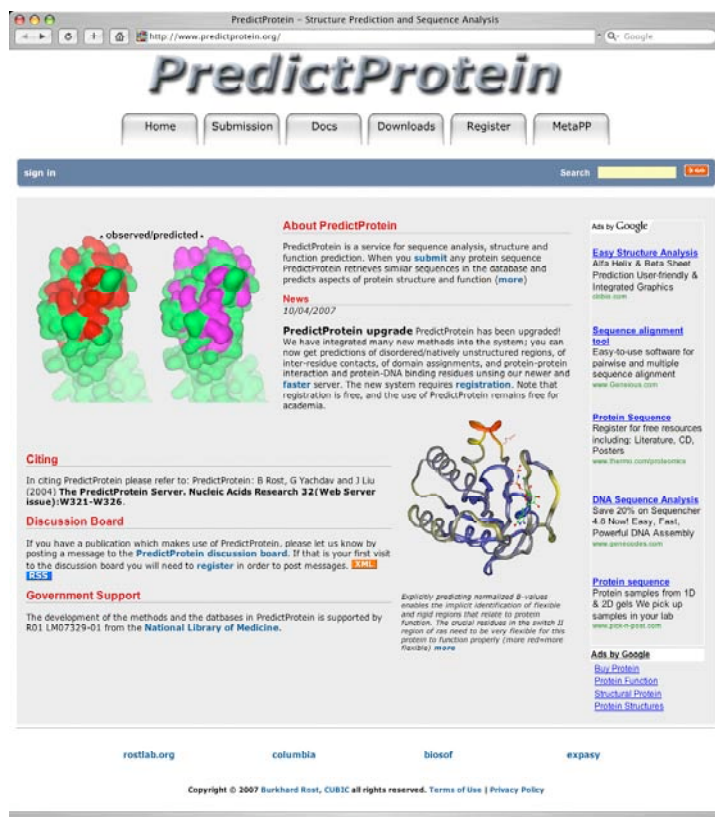 PredictProtein – Structure Prediction and Sequence Analysis
http://www.predictprotein.org/
Google
PredictProtein
Home
Submission
Docs
Downloads
Register
MetaPP
sign in
Search
observed/predicted
About PredictProtein
PredictProtein is a service for sequence analysis, structure and
function prediction. When you submit any protein sequence
PredictProtein retrieves similar sequences in the database and
predicts aspects of protein structure and function (more)
News
10/04/2007
PredictProtein upgrade PredictProtein has been upgraded!
We have integrated many new methods into the system; you can
now get predictions of disordered/natively unstructured regions, of
inter-residue contacts, of domain assignments, and protein-protein
interaction and protein-DNA binding residues unsing our newer and
faster server. The new system requires registration. Note that
registration is free, and the use of PredictProtein remains free for
academia.
Citing
In citing PredictProtein please refer to: PredictProtein: B Rost, G Yachdav and J Liu
(2004) The PredictProtein Server. Nucleic Acids Research 32(Web Server
issue):W321-W326.
Discussion Board
If you have a publication which makes use of PredictProtein, please let us know by
posting a message to the PredictProtein discussion board. If that is your first visit
to the discussion board you will need to register in order to post messages. XML
RSS
Government Support
The development of the methods and the datbases in PredictProtein is supported by
R01 LM07329-01 from the National Library of Medicine.
Explicitly predicting normalized B-values
enables the implicit identification of flexible
and rigid regions that relate to protein
function. The crucial residues in the switch II
region of ras need to be very flexible for this
protein to function properly (more red=more
flexible) more
Ads by Google
Easy Structure Analysis
Alfa Helix & Beta Sheet
Prediction User-friendly &
Integrated Graphics
clcbio.com
Sequence alignment
tool
Easy-to-use software for
pairwise and multiple
sequence alignment
www.Geneious.com
Protein Sequence
Register for free resources
including: Literature, CD,
Posters
www.thermo.com/proteomics
DNA Sequence Analysis
Save 20% on Sequencher
4.8 Now! Easy, Fast,
Powerful DNA Assembly
www.genecodes.com
Protein sequence
Protein samples from 1D
& 2D gels We pick up
samples in your lab
www.pick-n-post.com
Ads by Google
Buy Protein
Protein Function
Structural Protein
Protein Structures
rostlab.org
columbia
biosof
expasy
Copyright © 2007 Burkhard Rost, CUBIC all rights reserved. Terms of Use | Privacy Policy